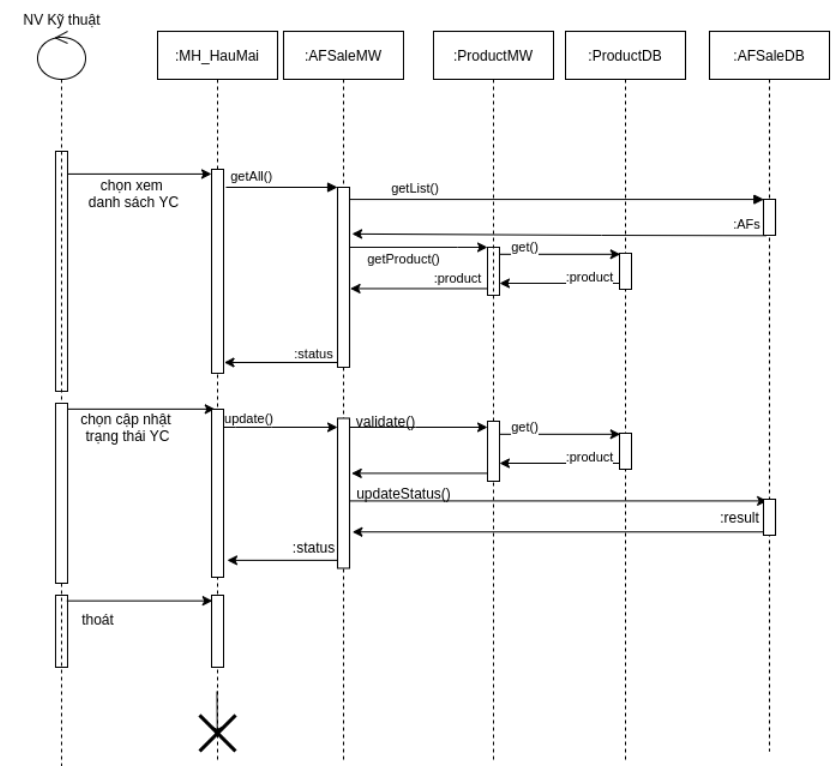 NV Kỹ thuật
:MH_HauMai
:AFSaleMW
:ProductMW
:ProductDB
:AFSaleDB
chọn xem
danh sách YC
getAll()
getList()
:AFs
getProduct()
get()
:product
:product
:status
chọn cập nhật
trạng thái YC
update()
validate()
get()
:product
updateStatus()
:result
:status
thoát